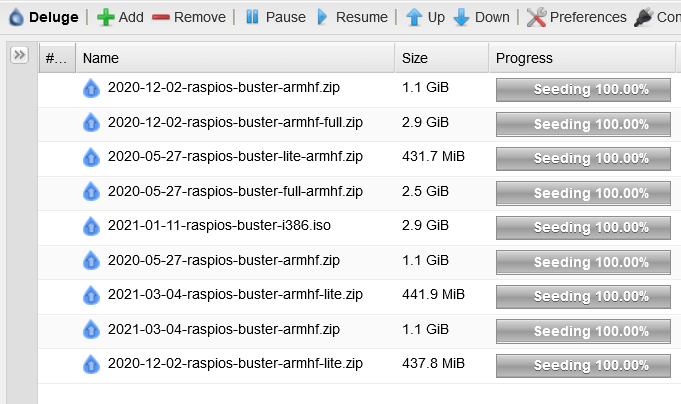 Deluge Add Remove Pause Resume Up Down Preferences Con
#... Name Size Progress
2020-12-02-raspios-buster-armhf.zip 1.1 GiB Seeding 100.00%
2020-12-02-raspios-buster-armhf-full.zip 2.9 GiB Seeding 100.00%
2020-05-27-raspios-buster-lite-armhf.zip 431.7 MiB Seeding 100.00%
2020-05-27-raspios-buster-full-armhf.zip 2.5 GiB Seeding 100.00%
2021-01-11-raspios-buster-i386.iso 2.9 GiB Seeding 100.00%
2020-05-27-raspios-buster-armhf.zip 1.1 GiB Seeding 100.00%
2021-03-04-raspios-buster-armhf-lite.zip 441.9 MiB Seeding 100.00%
2021-03-04-raspios-buster-armhf.zip 1.1 GiB Seeding 100.00%
2020-12-02-raspios-buster-armhf-lite.zip 437.8 MiB Seeding 100.00%